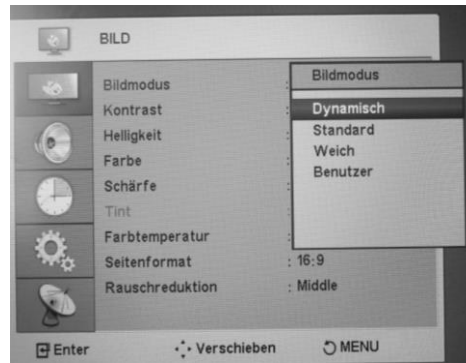 BILD
Bildmodus :
Kontrast :
Helligkeit :
Farbe :
Schärfe :
Tint :
Farbtemperatur :
Seitenformat : 16:9
Rauschreduktion : Middle
Bildmodus
Dynamisch
Standard
Weich
Benutzer
Enter Verschieben MENU